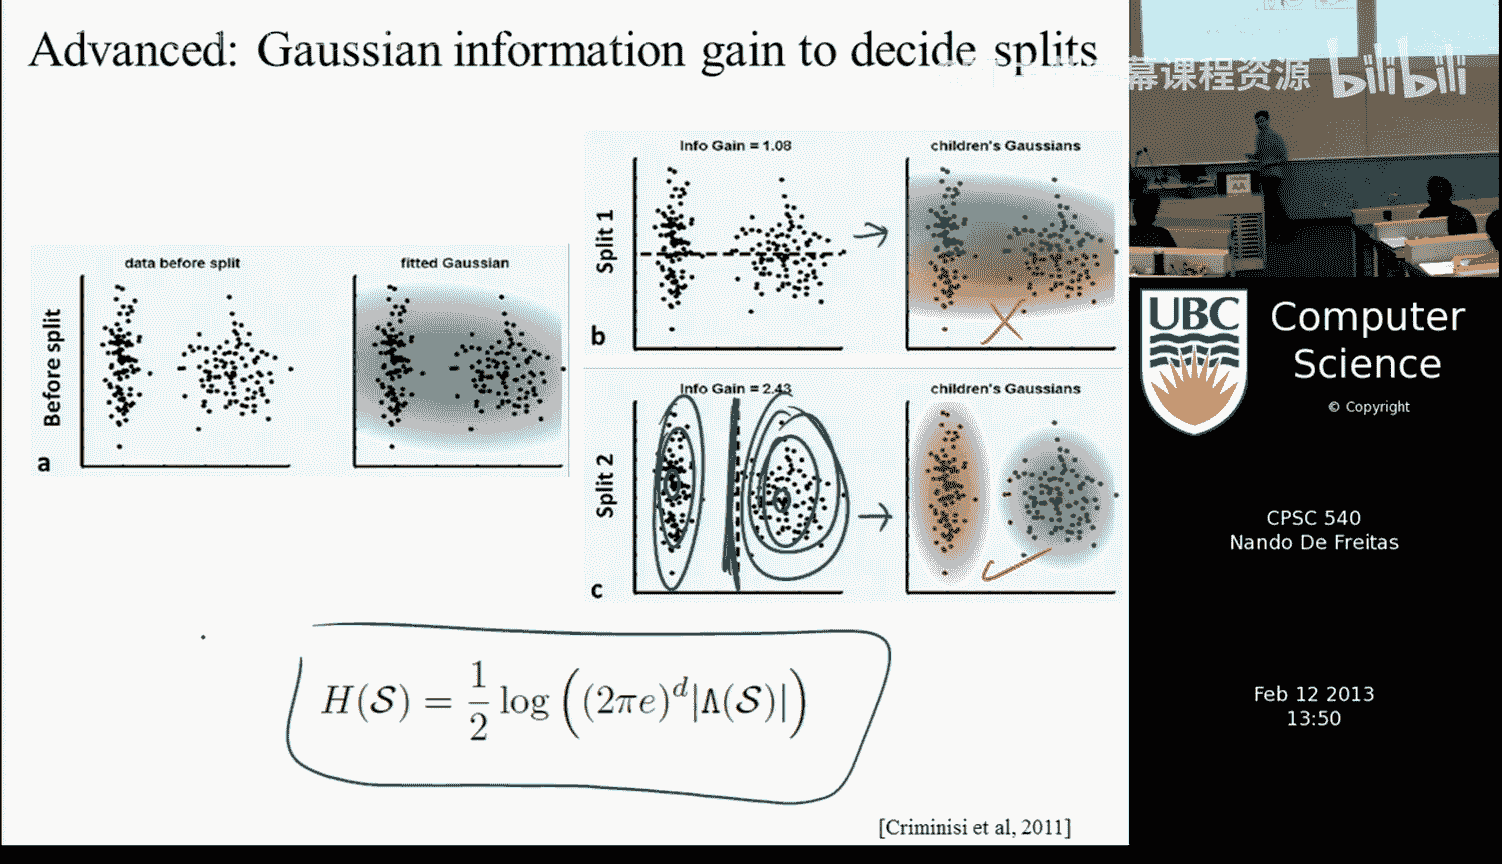 Advanced: Gaussian information gain to decide splits
幕课程资源
bilibili
Before split
data before split
fitted Gaussian
a
Split 1
Info Gain = 1.08
children's Gaussians
b
Split 2
Info Gain = 2.43
children's Gaussians
c
H(S) = 1/2 log ((2πe)^d |Λ(S)|)
[Criminisi et al, 2011]
UBC
Computer
Science
© Copyright
CPSC 540
Nando De Freitas
Feb 12 2013
13:50